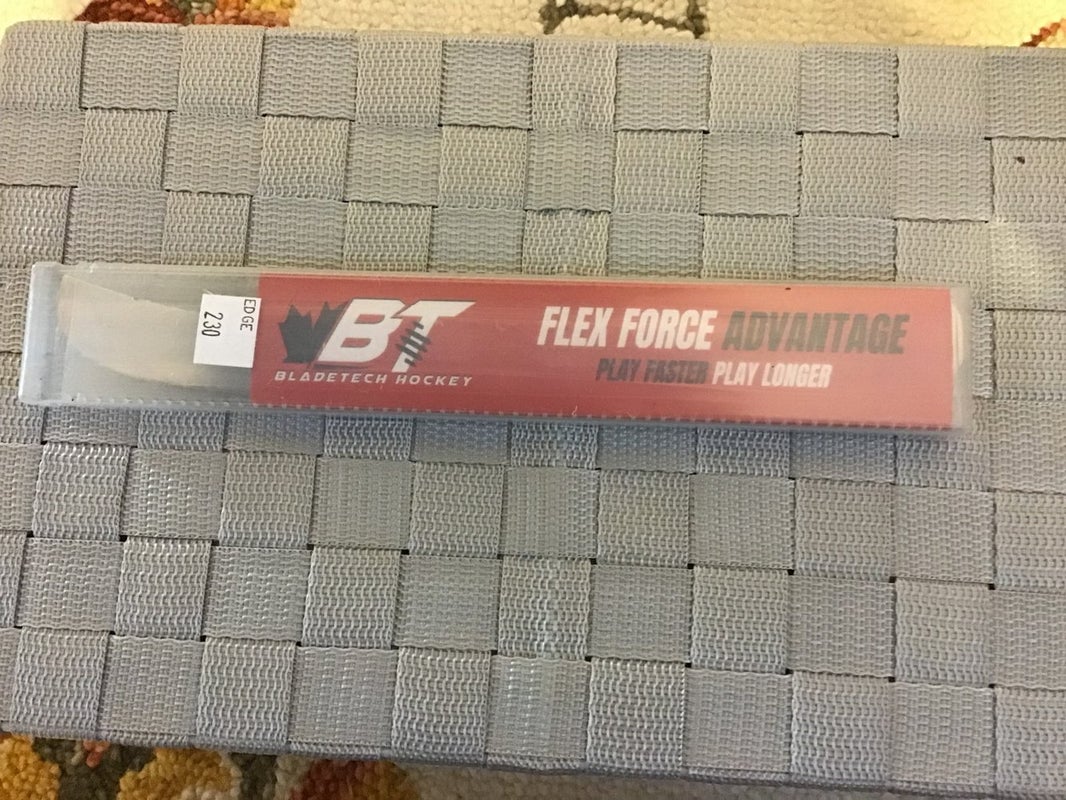 EDGE
230
BT
BLADETECH HOCKEY
FLEX FORCE ADVANTAGE
PLAY FASTER PLAY LONGER